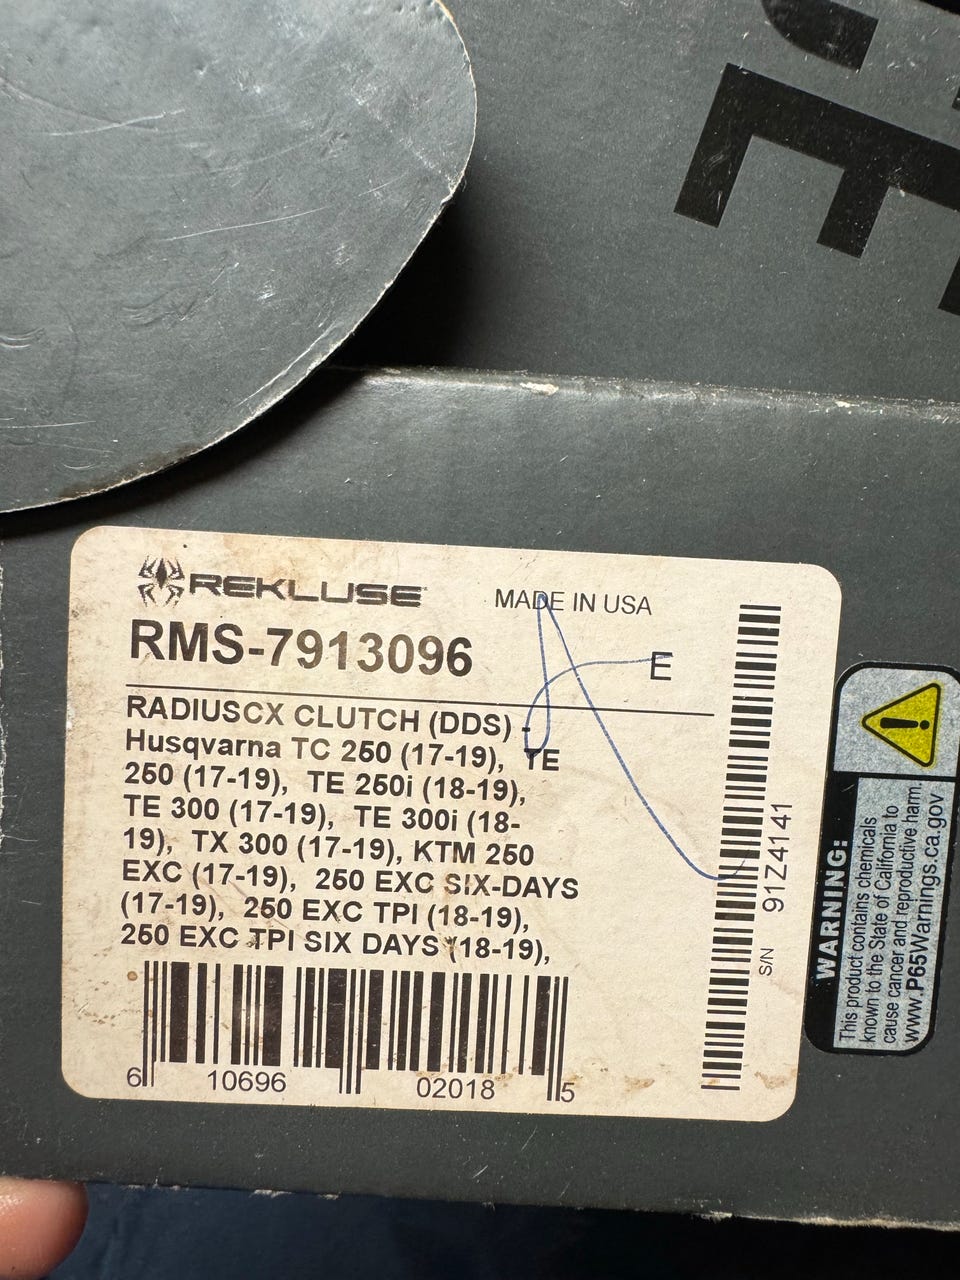 REKLUSE
MADE IN USA
RMS-7913096
E
RADIUSCX CLUTCH (DDS) -
Husqvarna TC 250 (17-19), TE
250 (17-19), TE 250i (18-19),
TE 300 (17-19), TE 300i (18-
19), TX 300 (17-19), KTM 250
EXC (17-19), 250 EXC SIX-DAYS
(17-19), 250 EXC TPI (18-19),
250 EXC TPI SIX DAYS (18-19),
6 10696 02018 5
S/N 91Z4141
WARNING:
This product contains chemicals
known to the State of California to
cause cancer and reproductive harm.
www.P65Warnings.ca.gov